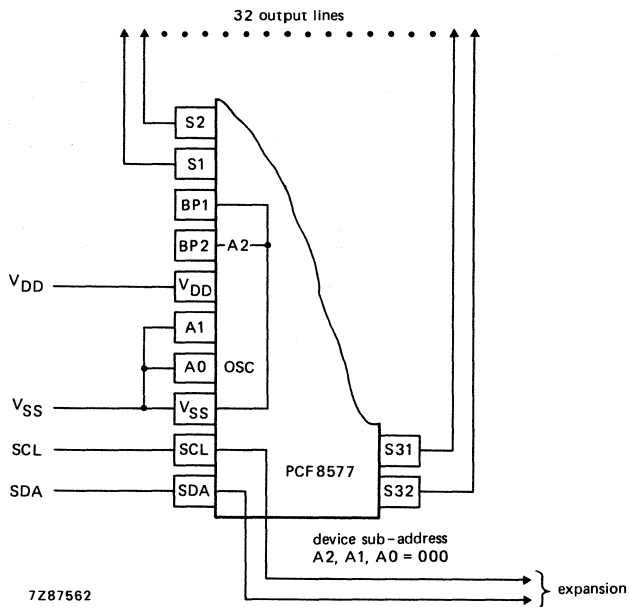 32 output lines
S2
S1
BP1
BP2 A2
VDD VDD
A1
A0 OSC
VSS VSS
SCL SCL
SDA SDA
S31
PCF8577
S32
device sub-address
A2, A1, A0 = 000
expansion
7Z87562